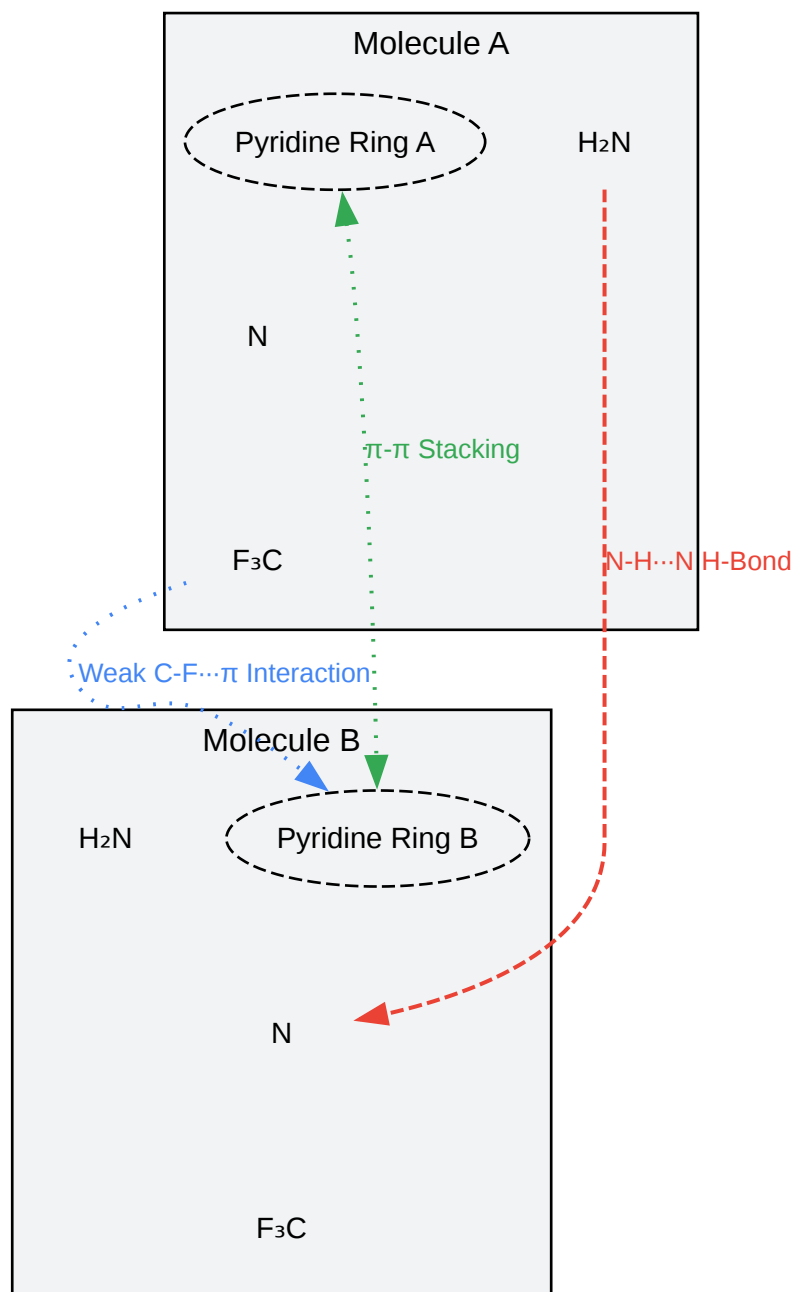 Molecule A
Pyridine Ring A
H₂N
N
π-π Stacking
F₃C
N-H···N H-Bond
Weak C-F···π Interaction
Molecule B
H₂N
Pyridine Ring B
N
F₃C